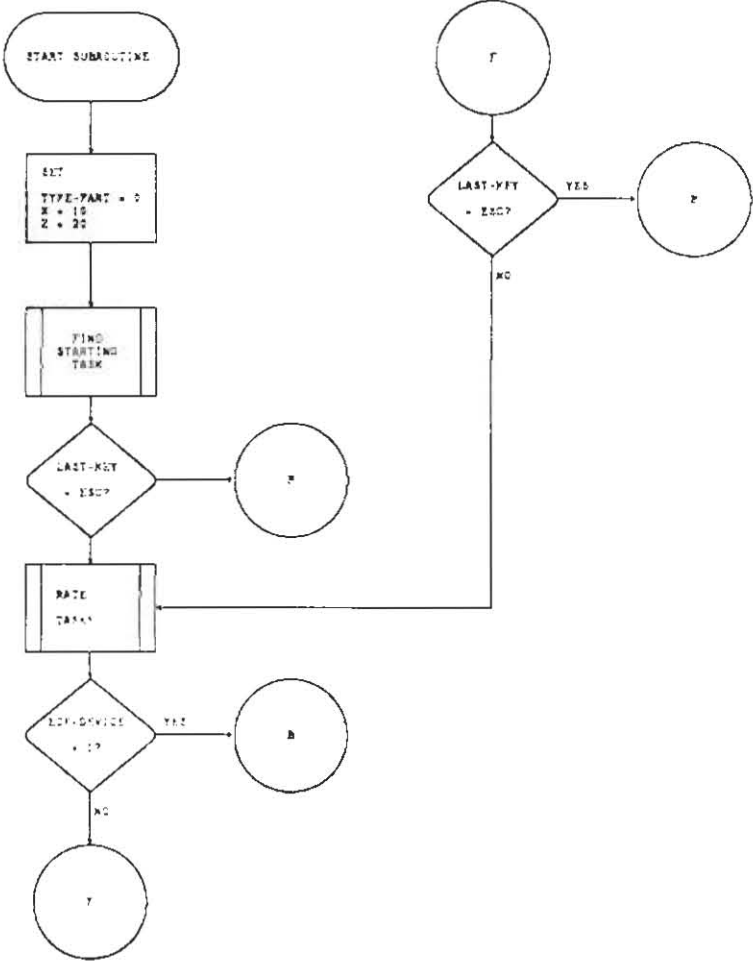 START SUBROUTINE
SET
TYPE-PART = 0
X = 10
Z = 20
FIND
STARTING
TASK
LAST-KEY
= ESC?
RATE
TASKS
= 1?
YES
B
NO
LAST-KEY
= ESC?
YES
NO